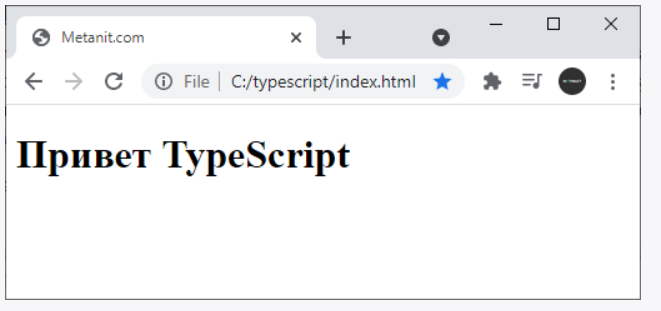 Metanit.com
File | C:/typescript/index.html
Привет TypeScript